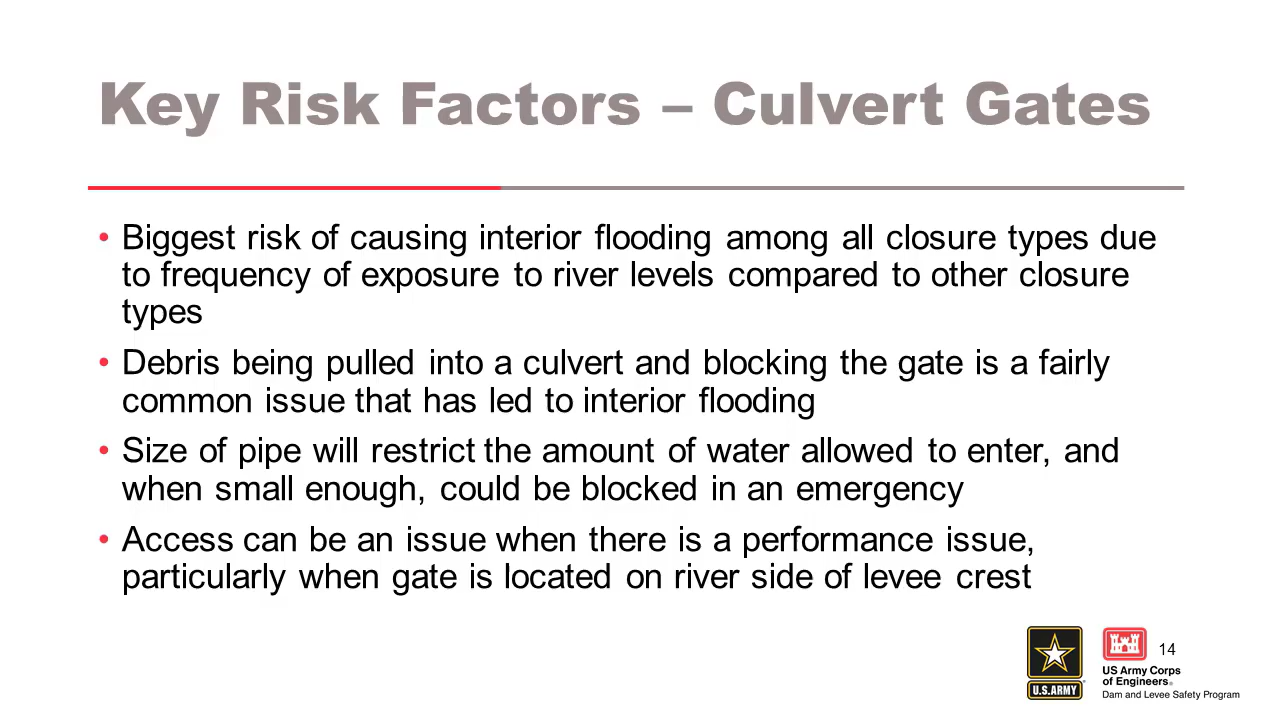 Key Risk Factors – Culvert Gates
• Biggest risk of causing interior flooding among all closure types due
to frequency of exposure to river levels compared to other closure
types
• Debris being pulled into a culvert and blocking the gate is a fairly
common issue that has led to interior flooding
• Size of pipe will restrict the amount of water allowed to enter, and
when small enough, could be blocked in an emergency
• Access can be an issue when there is a performance issue,
particularly when gate is located on river side of levee crest
U.S.ARMY
14
US Army Corps
of Engineers®
Dam and Levee Safety Program